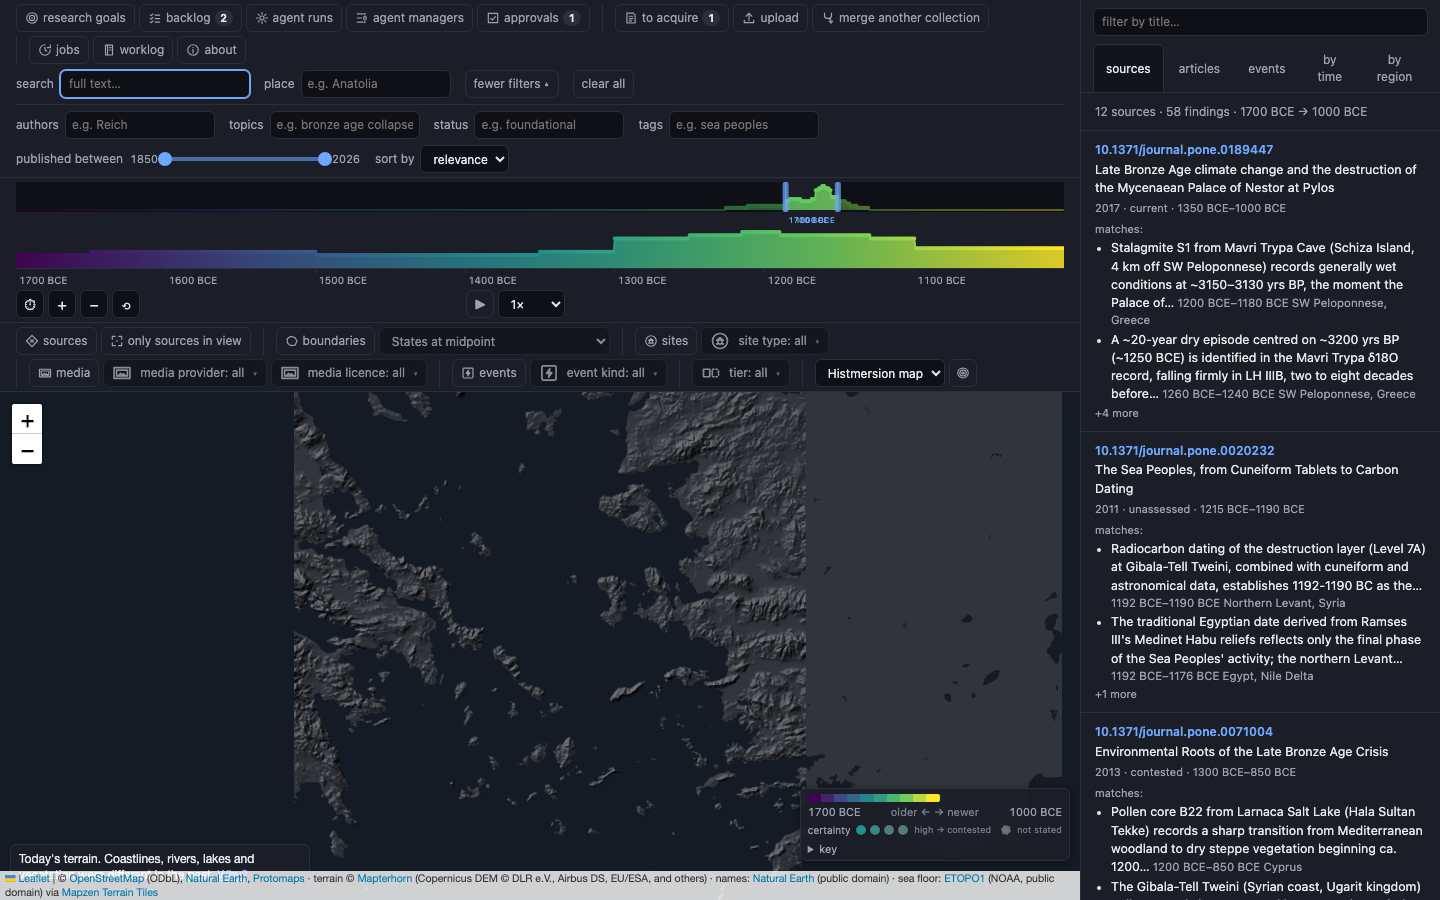 research goals
backlog 2
agent runs
agent managers
approvals 1
to acquire 1
upload
merge another collection
jobs
worklog
about
search full text...
place e.g. Anatolia
fewer filters
clear all
authors e.g. Reich
topics e.g. bronze age collapse
status e.g. foundational
tags e.g. sea peoples
published between 1850 2026
sort by relevance
1700 BCE 1600 BCE 1500 BCE 1400 BCE 1300 BCE 1200 BCE 1100 BCE
1×
sources
only sources in view
boundaries
States at midpoint
sites
site type: all
media
media provider: all
media licence: all
events
event kind: all
tier: all
Histmersion map
+
−
1700 BCE older ← → newer 1000 BCE
certainty high → contested not stated
key
Today's terrain. Coastlines, rivers, lakes and
Leaflet | © OpenStreetMap (ODbL), Natural Earth, Protomaps · terrain © Mapterhorn (Copernicus DEM © DLR e.V., Airbus DS, EU/ESA, and others) · names: Natural Earth (public domain) · sea floor: ETOPO1 (NOAA, public
domain) via Mapzen Terrain Tiles
filter by title...
sources
articles
events
by time
by region
12 sources · 58 findings · 1700 BCE → 1000 BCE
10.1371/journal.pone.0189447
Late Bronze Age climate change and the destruction of
the Mycenaean Palace of Nestor at Pylos
2017 · current · 1350 BCE–1000 BCE
matches:
• Stalagmite S1 from Mavri Trypa Cave (Schiza Island,
4 km off SW Peloponnese) records generally wet
conditions at ~3150–3130 yrs BP, the moment the
Palace of… 1200 BCE–1180 BCE SW Peloponnese,
Greece
• A ~20-year dry episode centred on ~3200 yrs BP
(~1250 BCE) is identified in the Mavri Trypa δ18O
record, falling firmly in LH IIIB, two to eight decades
before… 1260 BCE–1240 BCE SW Peloponnese, Greece
+4 more
10.1371/journal.pone.0020232
The Sea Peoples, from Cuneiform Tablets to Carbon
Dating
2011 · unassessed · 1215 BCE–1190 BCE
matches:
• Radiocarbon dating of the destruction layer (Level 7A)
at Gibala-Tell Tweini, combined with cuneiform and
astronomical data, establishes 1192-1190 BC as the…
1192 BCE–1190 BCE Northern Levant, Syria
• The traditional Egyptian date derived from Ramses
III's Medinet Habu reliefs reflects only the final phase
of the Sea Peoples' activity; the northern Levant…
1192 BCE–1176 BCE Egypt, Nile Delta
+1 more
10.1371/journal.pone.0071004
Environmental Roots of the Late Bronze Age Crisis
2013 · contested · 1300 BCE–850 BCE
matches:
• Pollen core B22 from Larnaca Salt Lake (Hala Sultan
Tekke) records a sharp transition from Mediterranean
woodland to dry steppe vegetation beginning ca.
1200… 1200 BCE–850 BCE Cyprus
• The Gibala-Tell Tweini (Syrian coast, Ugarit kingdom)